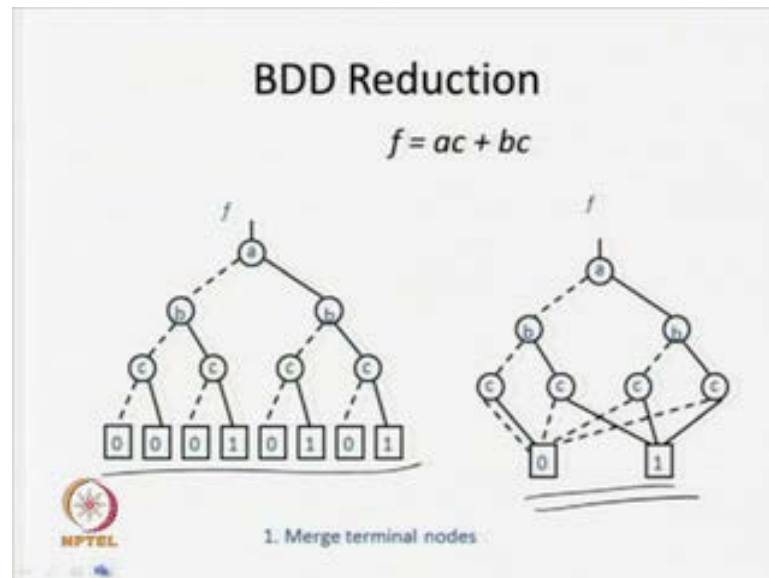 BDD Reduction
f = ac + bc
f
f
a
a
b
b
b
b
c
c
c
c
c
c
c
c
0 0 0 1 0 1 0 1
0
1
NPTEL
1. Merge terminal nodes